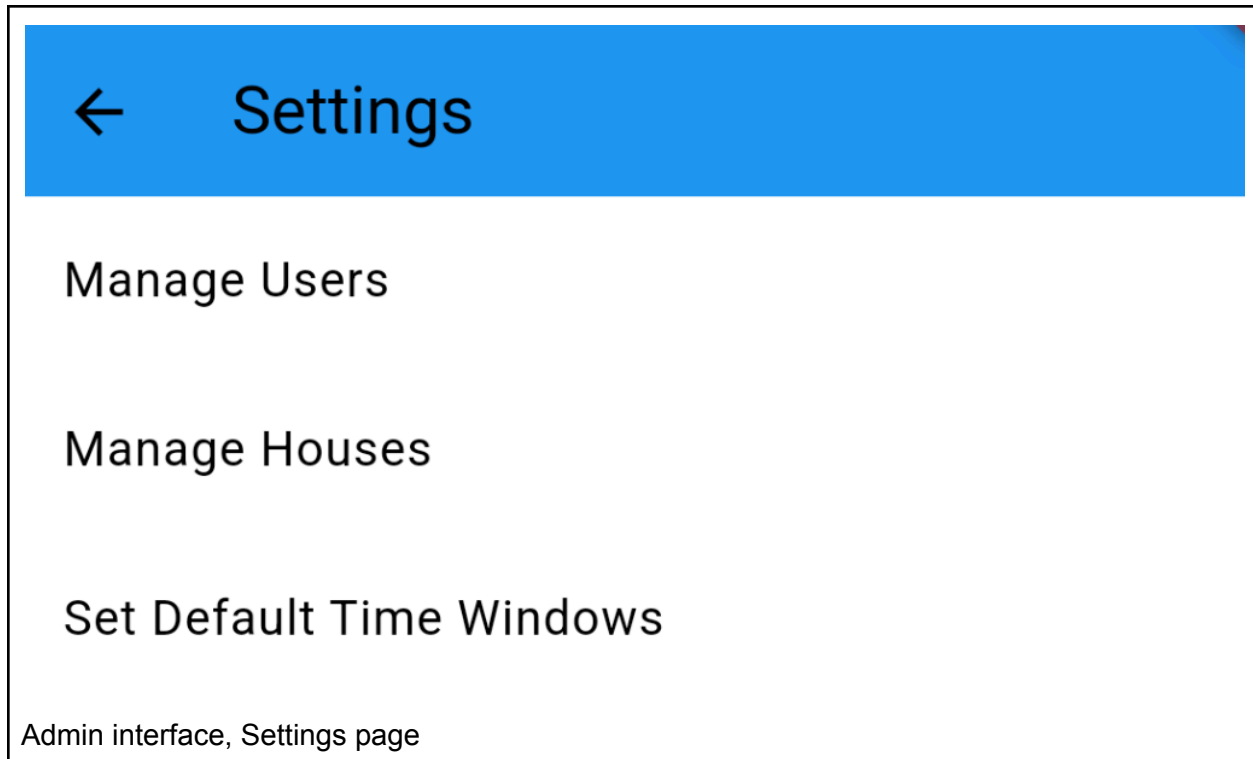 Settings
Manage Users
Manage Houses
Set Default Time Windows
Admin interface, Settings page